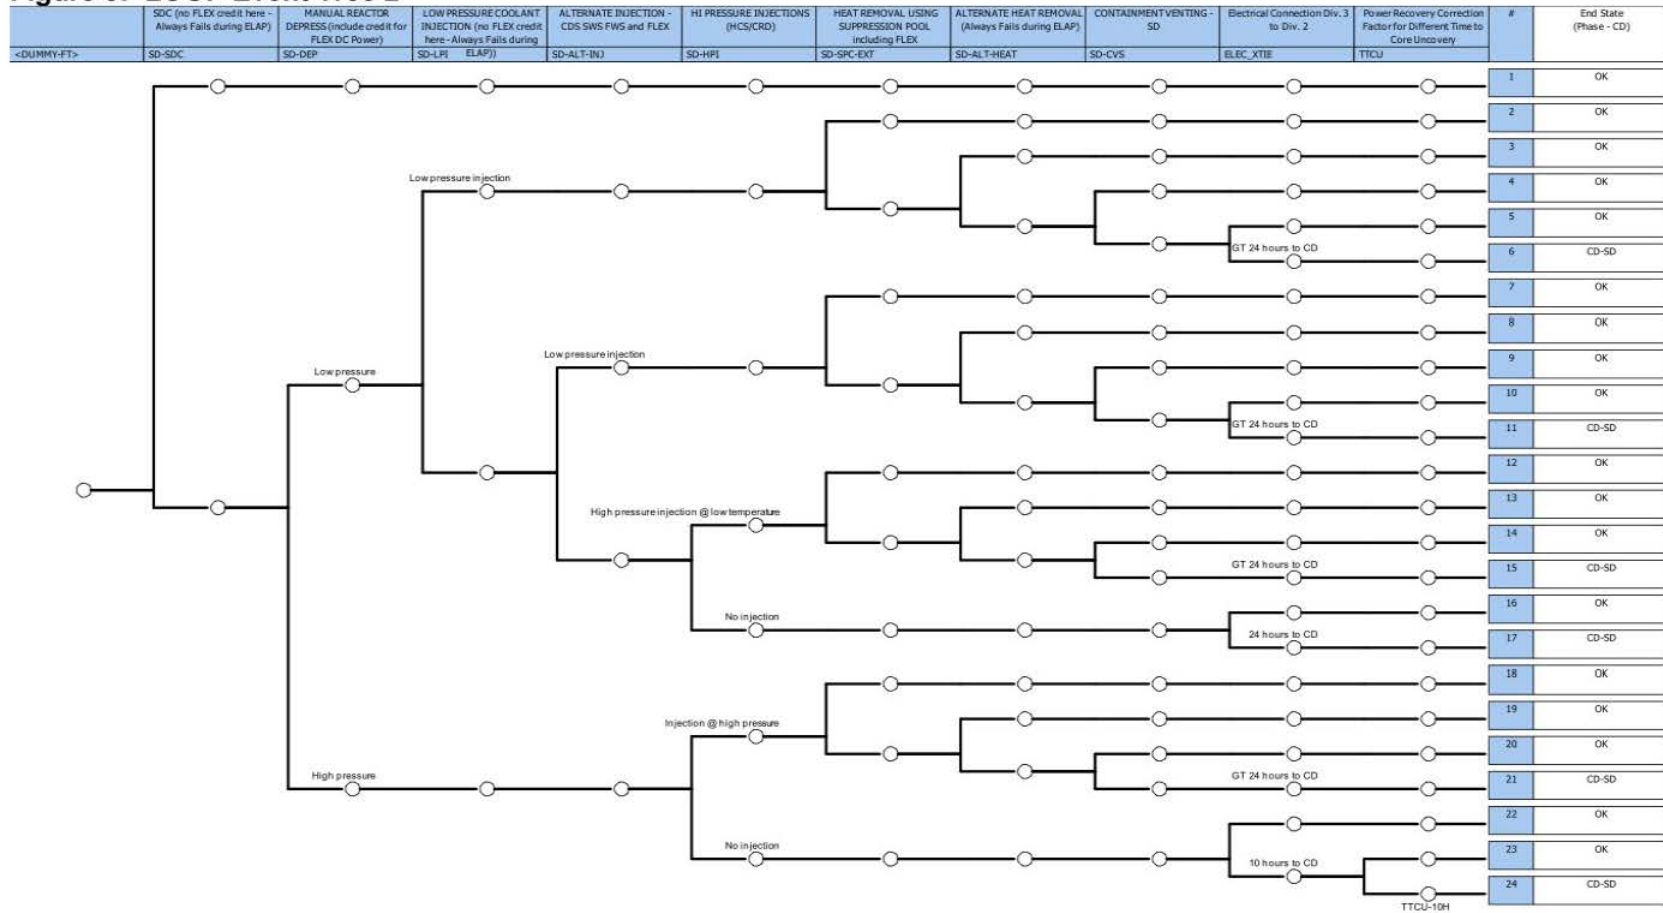 SDC (no FLEX credit here -
Always Fails during ELAP)
MANUAL REACTOR
DEPRESS (include credit for
FLEX DC Power)
LOW PRESSURE COOLANT
INJECTION (no FLEX credit
here - Always Fails during
ELAP))
ALTERNATE INJECTION -
CDS SWS FWS and FLEX
HI PRESSURE INJECTIONS
(HCS/CRD)
HEAT REMOVAL USING
SUPPRESSION POOL
including FLEX
ALTERNATE HEAT REMOVAL
(Always Fails during ELAP)
CONTAINMENT VENTING -
SD
Electrical Connection Div. 3
to Div. 2
Power Recovery Correction
Factor for Different Time to
Core Uncovery
#
End State
(Phase - CD)
<DUMMY-FT>
SD-SDC
SD-DEP
SD-LPI
SD-ALT-INJ
SD-HPI
SD-SPC-EXT
SD-ALT-HEAT
SD-CVS
ELEC_XTIE
TTCU
1 OK
2 OK
3 OK
Low pressure injection
4 OK
5 OK
GT 24 hours to CD
6 CD-SD
7 OK
8 OK
Low pressure injection
9 OK
Low pressure
10 OK
GT 24 hours to CD
11 CD-SD
12 OK
13 OK
High pressure injection @ low temperature
14 OK
GT 24 hours to CD
15 CD-SD
16 OK
No injection
24 hours to CD
17 CD-SD
18 OK
19 OK
Injection @ high pressure
20 OK
High pressure
GT 24 hours to CD
21 CD-SD
22 OK
No injection
23 OK
10 hours to CD
24 CD-SD
TTCU-10H